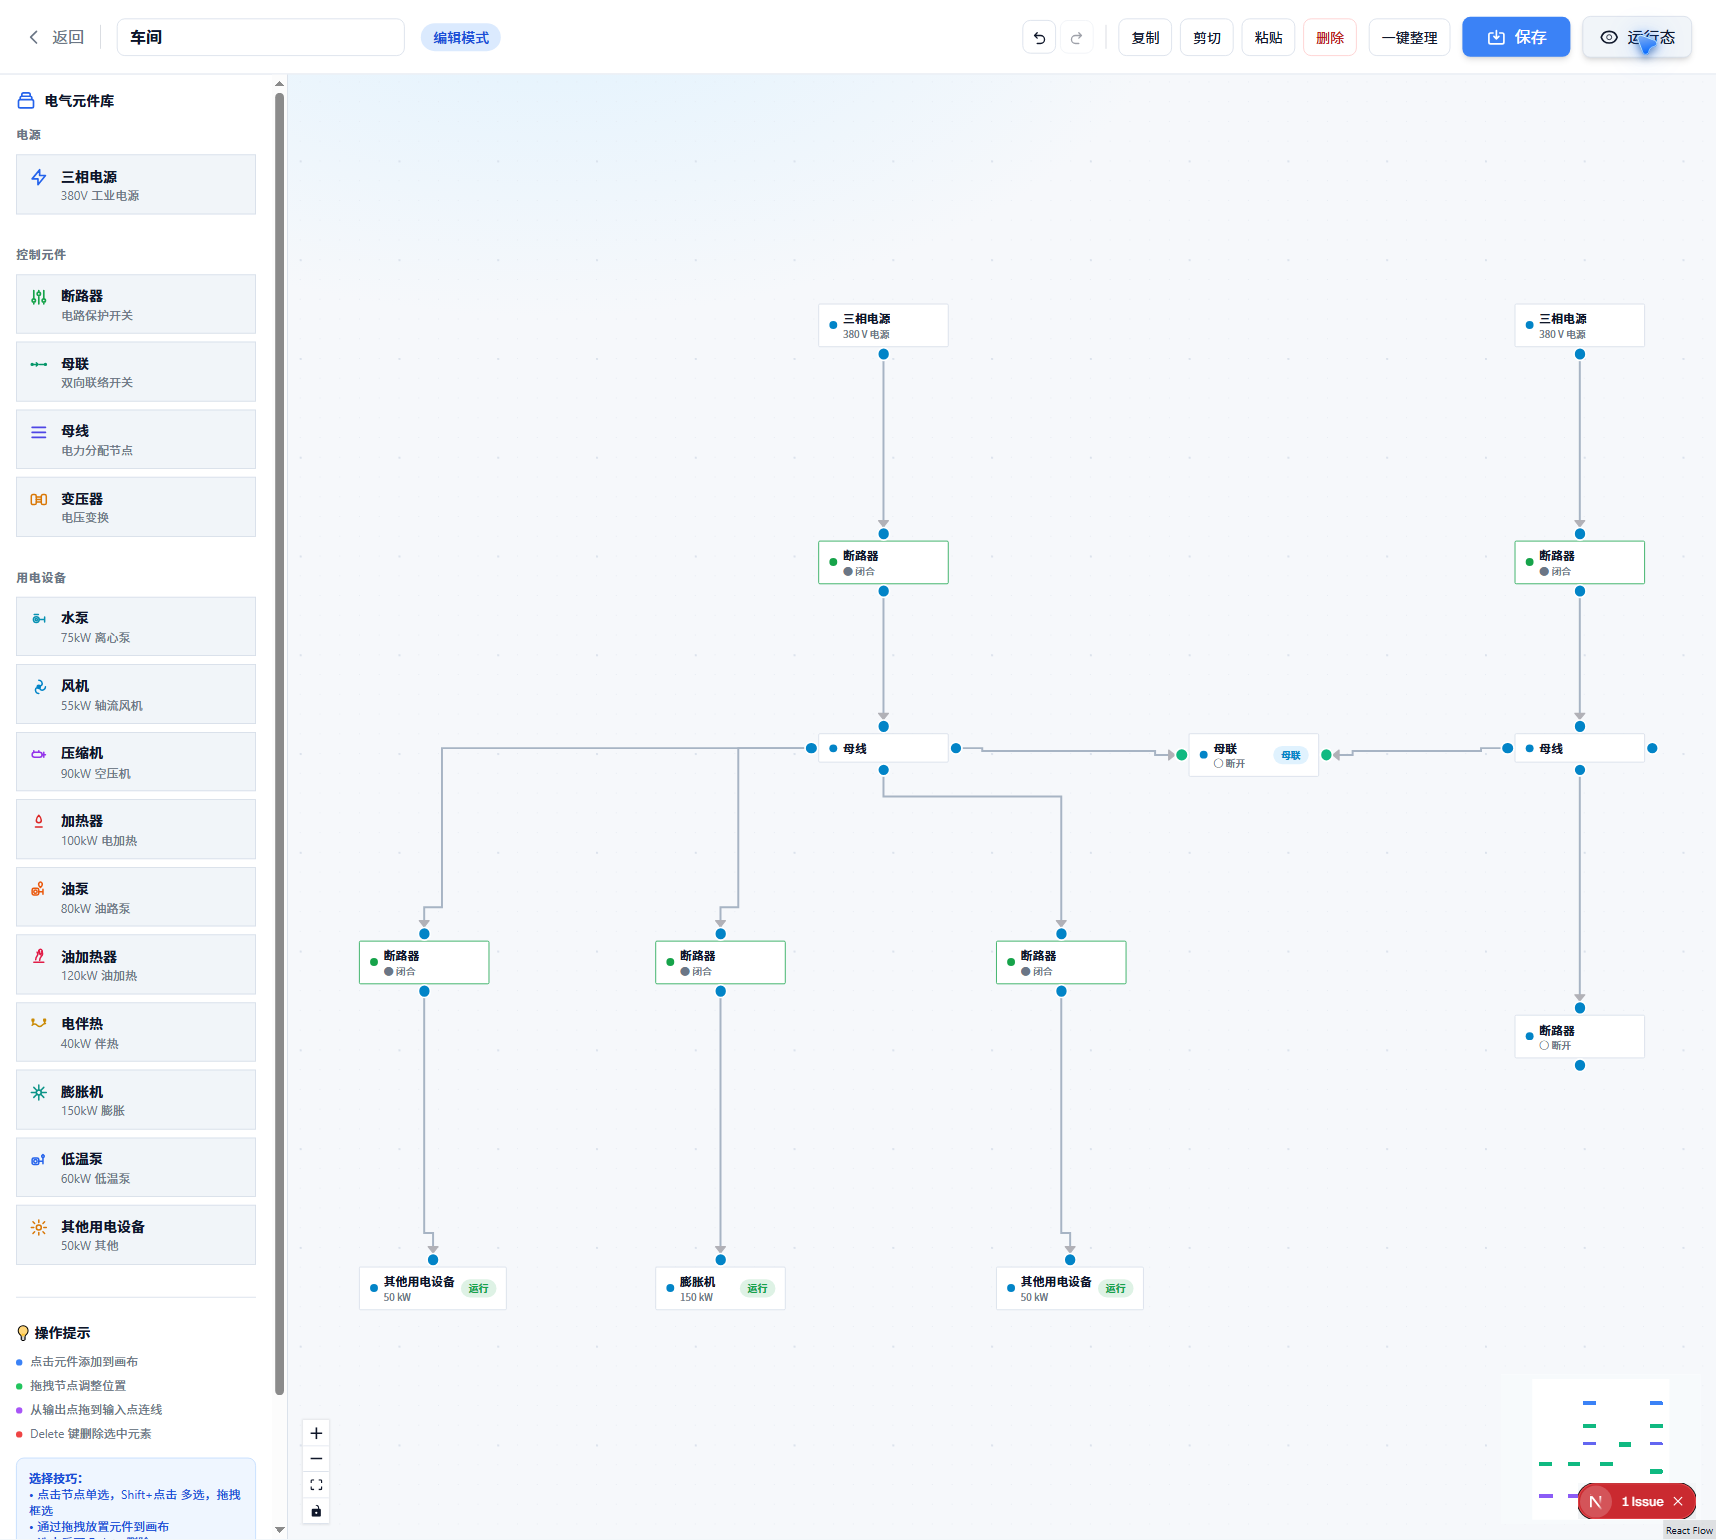 返回
车间
编辑模式
复制
剪切
粘贴
删除
一键整理
保存
运行态
电气元件库
电源
三相电源
380V 工业电源
控制元件
断路器
电路保护开关
母联
双向联络开关
母线
电力分配节点
变压器
电压变换
用电设备
水泵
75kW 离心泵
风机
55kW 轴流风机
压缩机
90kW 空压机
加热器
100kW 电加热
油泵
80kW 油路泵
油加热器
120kW 油加热
电伴热
40kW 伴热
膨胀机
150kW 膨胀
低温泵
60kW 低温泵
其他用电设备
50kW 其他
操作提示
点击元件添加到画布
拖拽节点调整位置
从输出点拖到输入点连线
Delete 键删除选中元素
选择技巧：
• 点击节点单选，Shift+点击 多选，拖拽
框选
• 通过拖拽放置元件到画布
三相电源
380 V 电源
三相电源
380 V 电源
断路器
闭合
断路器
闭合
母线
母联
断开
母联
母线
断路器
闭合
断路器
闭合
断路器
闭合
断路器
断开
其他用电设备
50 kW
运行
膨胀机
150 kW
运行
其他用电设备
50 kW
运行
N
1 Issue
React Flow